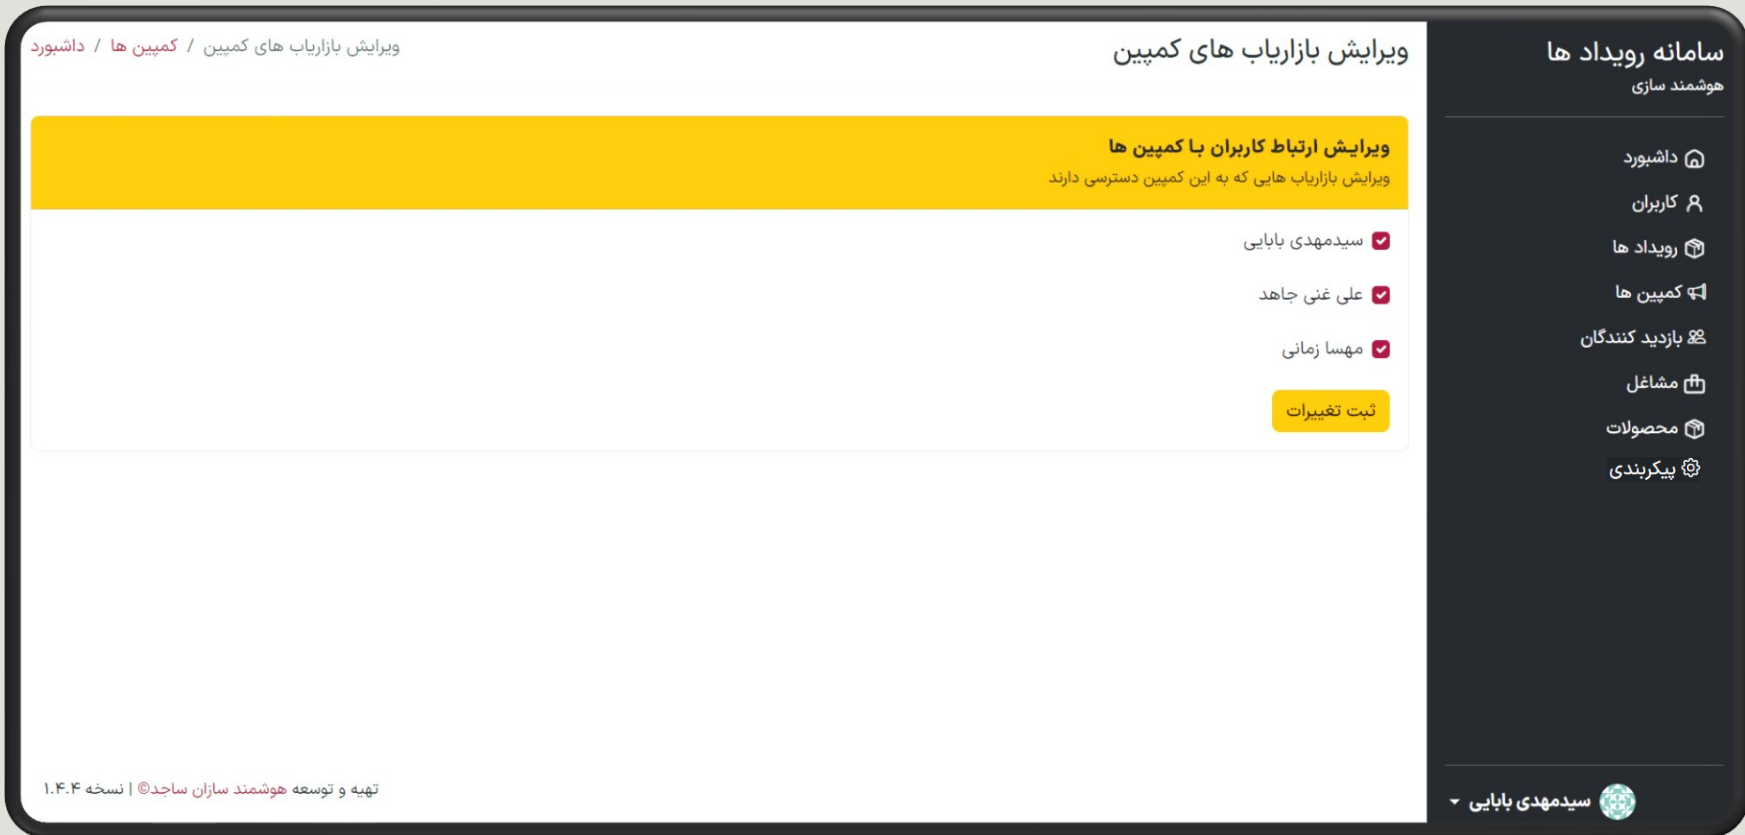 سامانه رویداد ها
هوشمند سازی
داشبورد
کاربران
رویداد ها
کمپین ها
بازدید کنندگان
مشاغل
محصولات
پیکربندی
سیدمهدی بابایی
ویرایش بازاریاب های کمپین
داشبورد / کمپین ها / ویرایش بازاریاب های کمپین
ویرایش ارتباط کاربران با کمپین ها
ویرایش بازاریاب هایی که به این کمپین دسترسی دارند
سیدمهدی بابایی
علی غنی جاهد
مهسا زمانی
ثبت تغییرات
تهیه و توسعه هوشمند سازان ساجد© | نسخه ۱.۴.۴